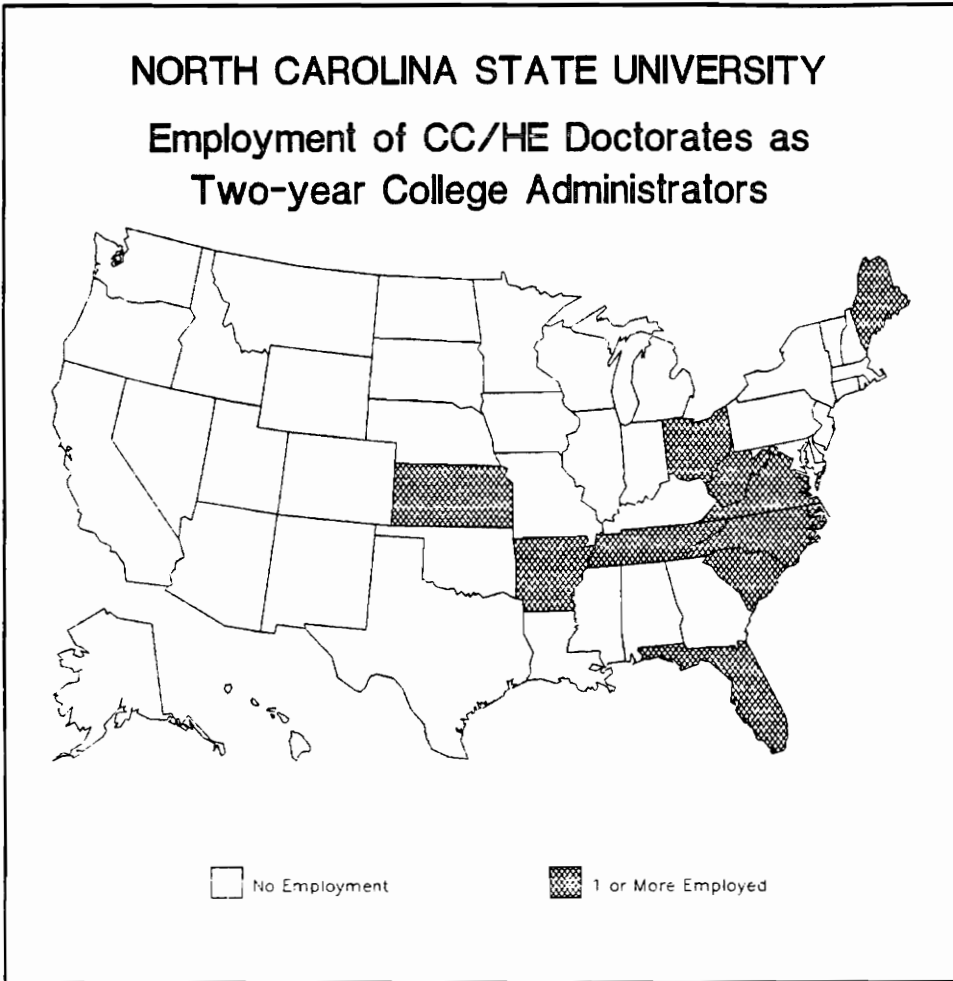 NORTH CAROLINA STATE UNIVERSITY
Employment of CC/HE Doctorates as
Two-year College Administrators
No Employment
1 or More Employed